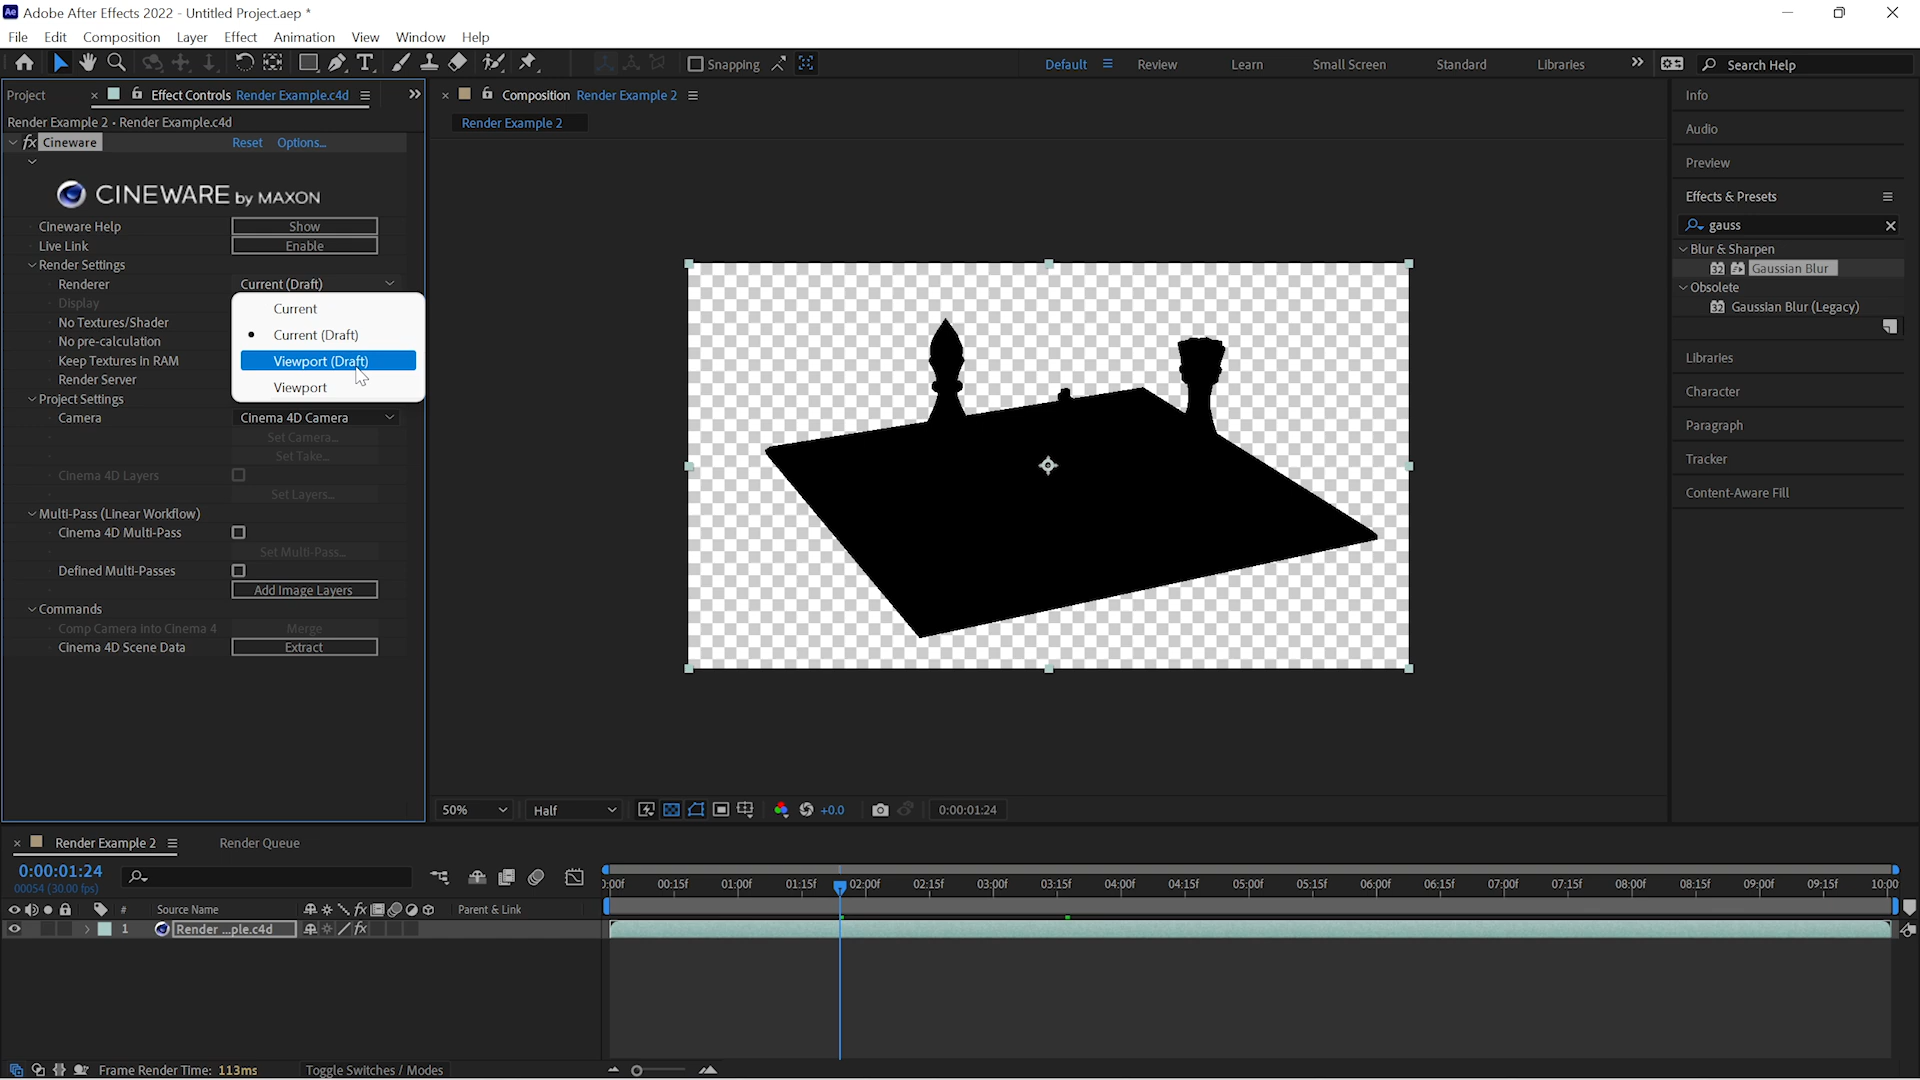 Ae Adobe After Effects 2022 - Untitled Project.aep *
File Edit Composition Layer Effect Animation View Window Help
Snapping Default Review Learn Small Screen Standard Libraries Search Help
Project Effect Controls Render Example.c4d
Composition Render Example 2
Render Example 2 • Render Example.c4d
Render Example 2
fx Cineware Reset Options...
CINEWARE by MAXON
Cineware Help Show
Live Link Enable
Render Settings
Renderer Current (Draft)
Display
No Textures/Shader
No pre-calculation
Keep Textures in RAM
Render Server
Current
Current (Draft)
Viewport (Draft)
Viewport
Project Settings
Camera Cinema 4D Camera
Set Camera...
Set Take...
Cinema 4D Layers
Set Layers...
Multi-Pass (Linear Workflow)
Cinema 4D Multi-Pass
Set Multi-Pass...
Defined Multi-Passes
Add Image Layers
Commands
Comp Camera into Cinema 4 Merge
Cinema 4D Scene Data Extract
Info
Audio
Preview
Effects & Presets
gauss
Blur & Sharpen
32 Gaussian Blur
Obsolete
32 Gaussian Blur (Legacy)
Libraries
Character
Paragraph
Tracker
Content-Aware Fill
50% Half +0.0 0:00:01:24
Render Example 2 Render Queue
0:00:01:24
00054 (30.00 fps)
):00f 00:15f 01:00f 01:15f 02:00f 02:15f 03:00f 03:15f 04:00f 04:15f 05:00f 05:15f 06:00f 06:15f 07:00f 07:15f 08:00f 08:15f 09:00f 09:15f 10:00
# Source Name fx Parent & Link
1 Render ...ple.c4d fx
Frame Render Time: 113ms Toggle Switches / Modes